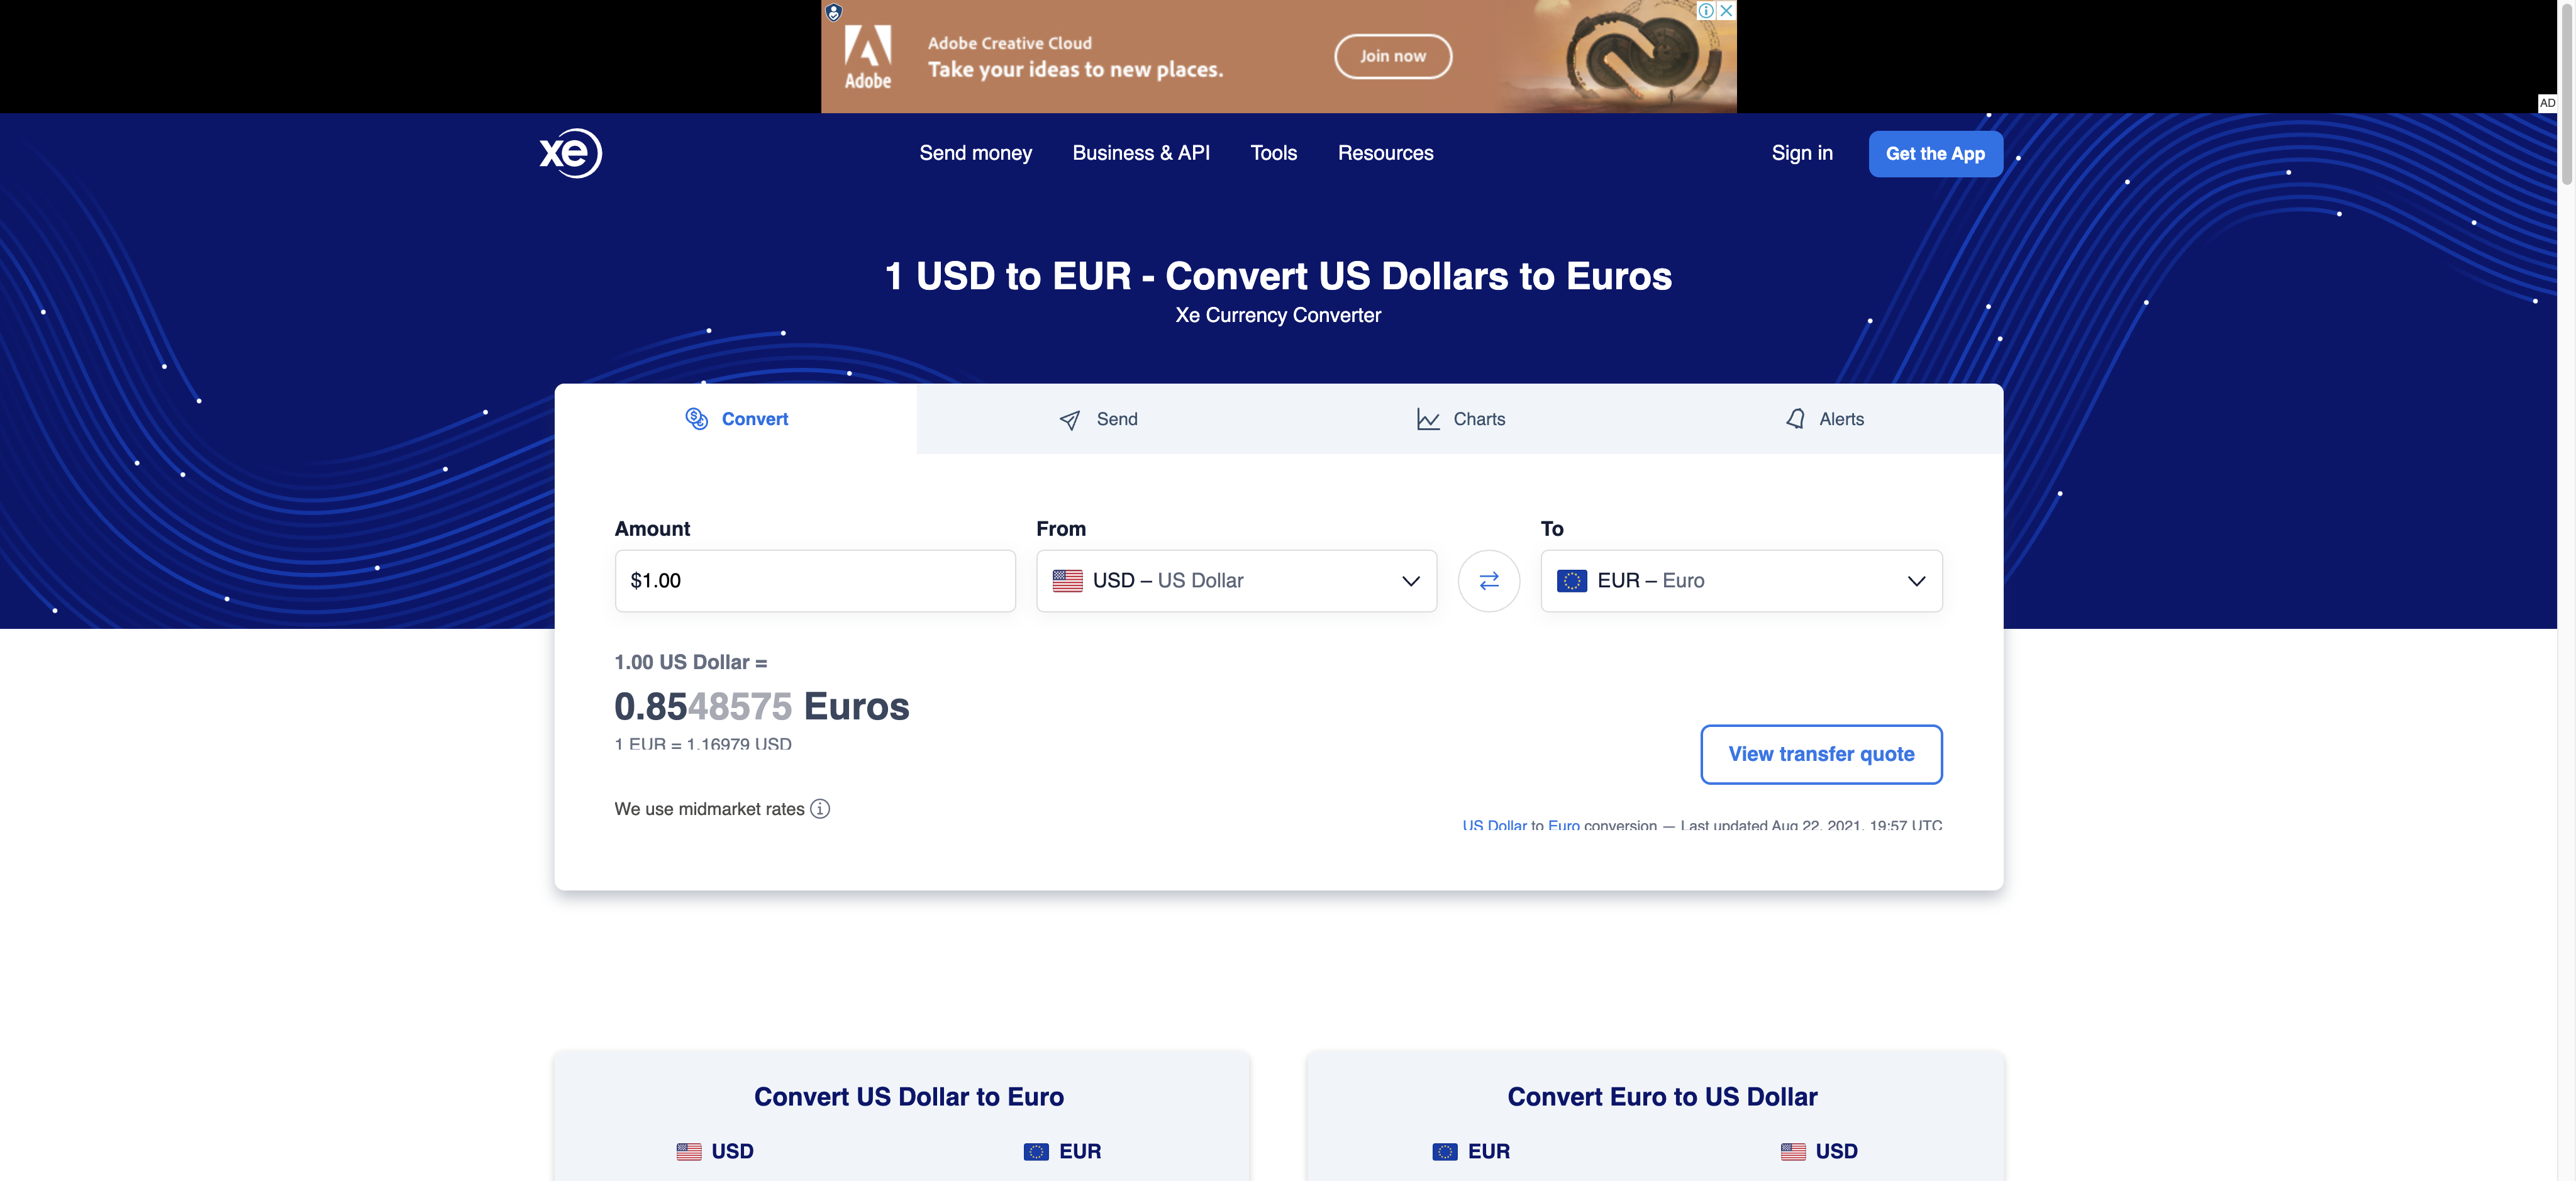 Adobe
Adobe Creative Cloud
Take your ideas to new places.
Join now
AD
xe
Send money
Business & API
Tools
Resources
Sign in
Get the App
1 USD to EUR - Convert US Dollars to Euros
Xe Currency Converter
Convert
Send
Charts
Alerts
Amount
From
To
$1.00
USD – US Dollar
EUR – Euro
1.00 US Dollar =
0.8548575 Euros
1 EUR = 1.16979 USD
View transfer quote
We use midmarket rates
US Dollar to Euro conversion — Last updated Aug 22, 2021, 19:57 UTC
Convert US Dollar to Euro
USD
EUR
Convert Euro to US Dollar
EUR
USD